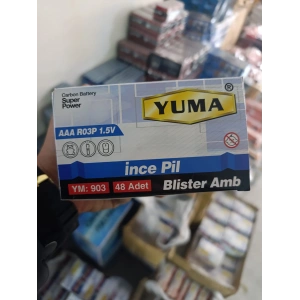 Carbon Battery
Super
Power
YUMA®
AAA R03P 1.5V
ince Pil
YM: 903 48 Adet Blister Amb